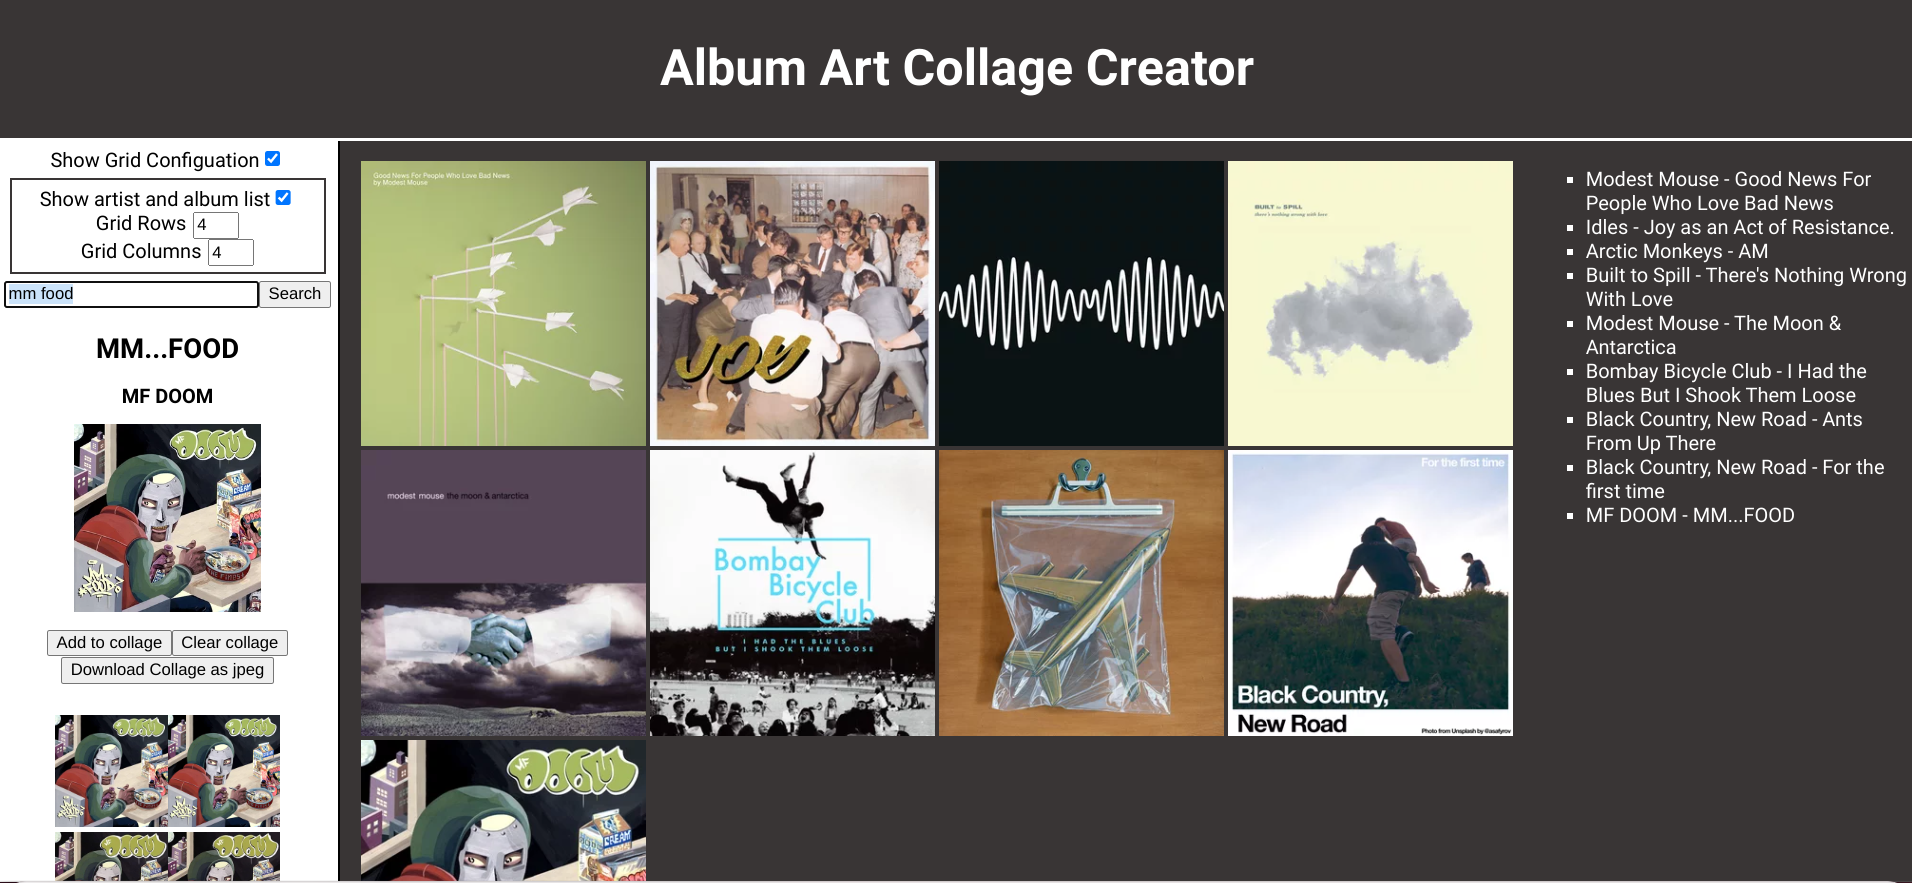 Album Art Collage Creator
Show Grid Configuation
Show artist and album list
Grid Rows 4
Grid Columns 4
mm food
Search
MM...FOOD
MF DOOM
MF DOOM
Add to collage
Clear collage
Download Collage as jpeg
Good News For People Who Love Bad News
by Modest Mouse
JOY
BUILT to SPILL
there's nothing wrong with love
modest mouse the moon & antarctica
Bombay
Bicycle
Club
I HAD THE BLUES
BUT I SHOOK THEM LOOSE
For the first time
Black Country,
New Road
Photo from Unsplash by @asafyrov
MF DOOM
CREAM
Modest Mouse - Good News For
People Who Love Bad News
Idles - Joy as an Act of Resistance.
Arctic Monkeys - AM
Built to Spill - There's Nothing Wrong
With Love
Modest Mouse - The Moon &
Antarctica
Bombay Bicycle Club - I Had the
Blues But I Shook Them Loose
Black Country, New Road - Ants
From Up There
Black Country, New Road - For the
first time
MF DOOM - MM...FOOD